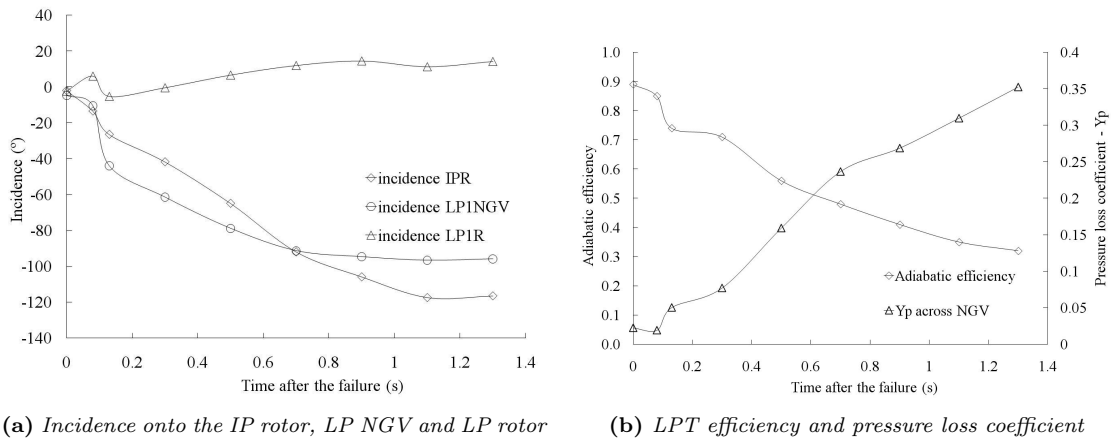 40
20
0
-20
-40
-60
-80
-100
-120
-140
Incidence (°)
incidence IPR
incidence LP1NGV
incidence LP1R
0 0.2 0.4 0.6 0.8 1 1.2 1.4
Time after the failure (s)
(a) Incidence onto the IP rotor, LP NGV and LP rotor
1.0
0.9
0.8
0.7
0.6
0.5
0.4
0.3
0.2
0.1
0.0
Adiabatic efficiency
0.4
0.35
0.3
0.25
0.2
0.15
0.1
0.05
0
Pressure loss coefficient - Yp
Adiabatic efficiency
Yp across NGV
0 0.2 0.4 0.6 0.8 1 1.2 1.4
Time after the failure (s)
(b) LPT efficiency and pressure loss coefficient